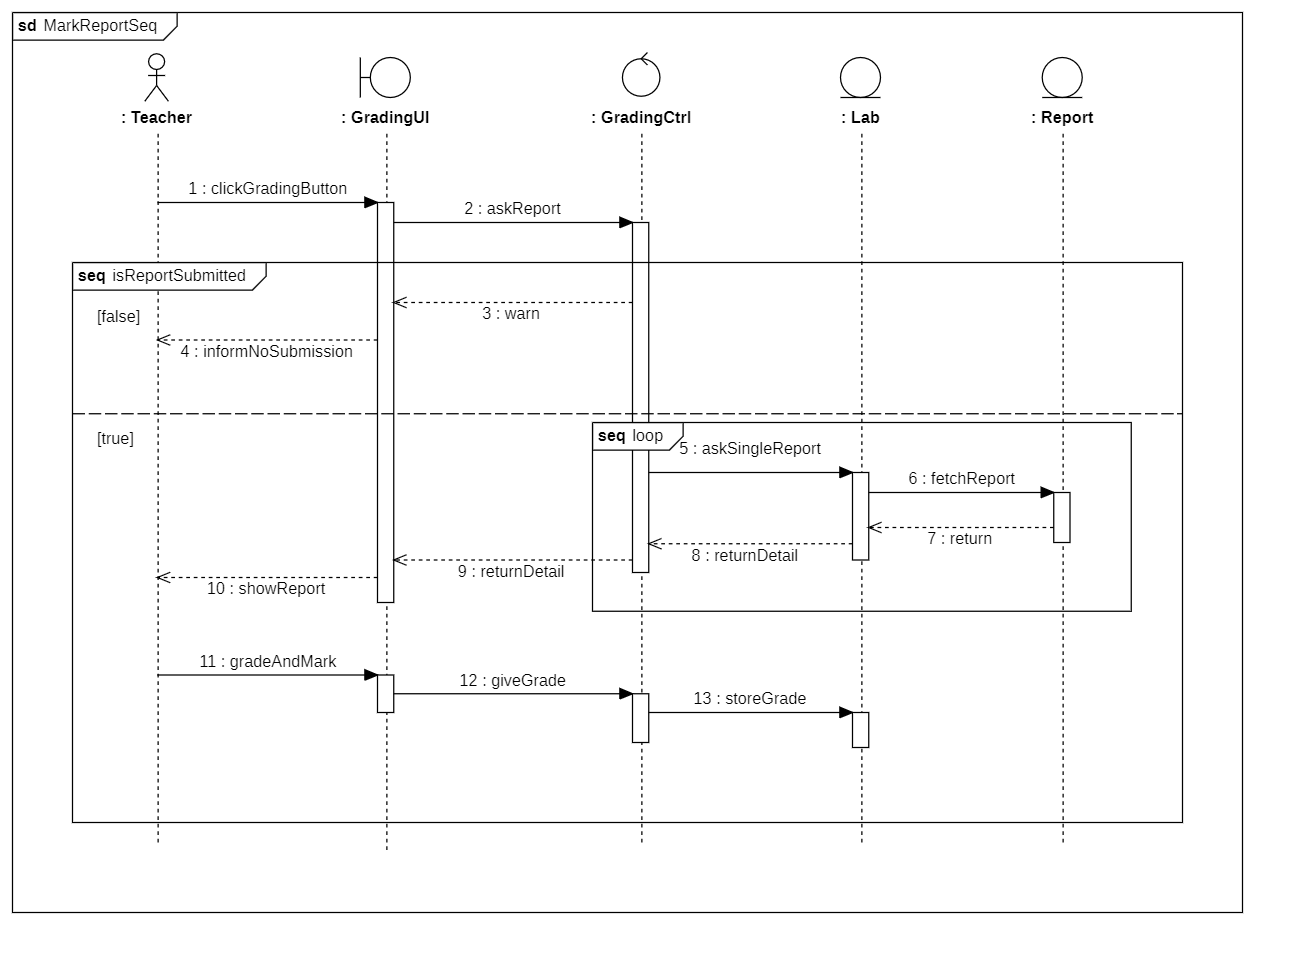 sd MarkReportSeq
: Teacher
: GradingUI
: GradingCtrl
: Lab
: Report
1 : clickGradingButton
2 : askReport
seq isReportSubmitted
[false]
3 : warn
4 : informNoSubmission
[true]
seq loop
5 : askSingleReport
6 : fetchReport
7 : return
8 : returnDetail
9 : returnDetail
10 : showReport
11 : gradeAndMark
12 : giveGrade
13 : storeGrade